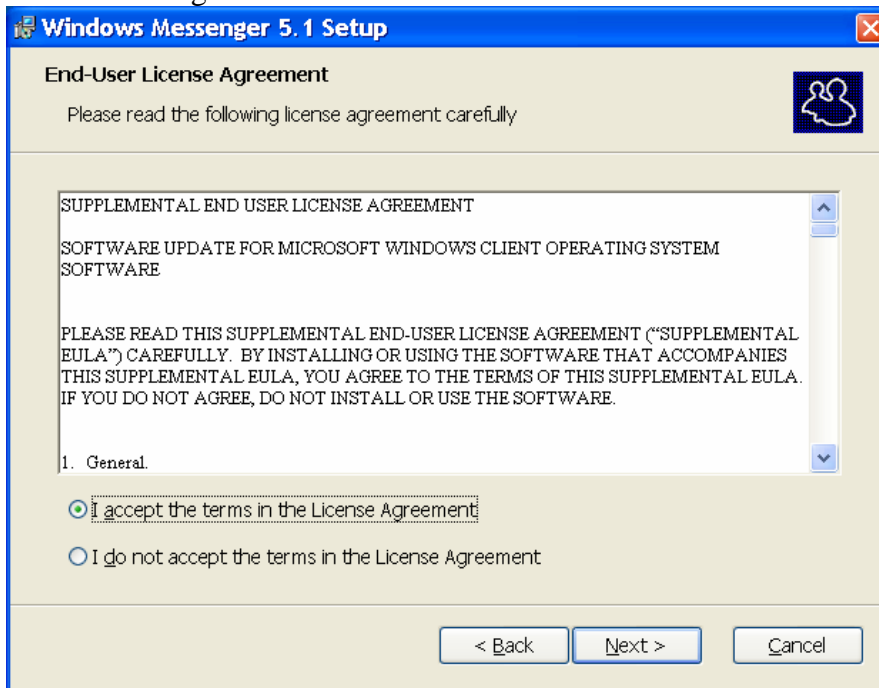 Windows Messenger 5.1 Setup
End-User License Agreement
Please read the following license agreement carefully
SUPPLEMENTAL END USER LICENSE AGREEMENT
SOFTWARE UPDATE FOR MICROSOFT WINDOWS CLIENT OPERATING SYSTEM
SOFTWARE
PLEASE READ THIS SUPPLEMENTAL END-USER LICENSE AGREEMENT (“SUPPLEMENTAL
EULA”) CAREFULLY.  BY INSTALLING OR USING THE SOFTWARE THAT ACCOMPANIES
THIS SUPPLEMENTAL EULA, YOU AGREE TO THE TERMS OF THIS SUPPLEMENTAL EULA.
IF YOU DO NOT AGREE, DO NOT INSTALL OR USE THE SOFTWARE.
1.  General.
I accept the terms in the License Agreement
I do not accept the terms in the License Agreement
< Back Next > Cancel